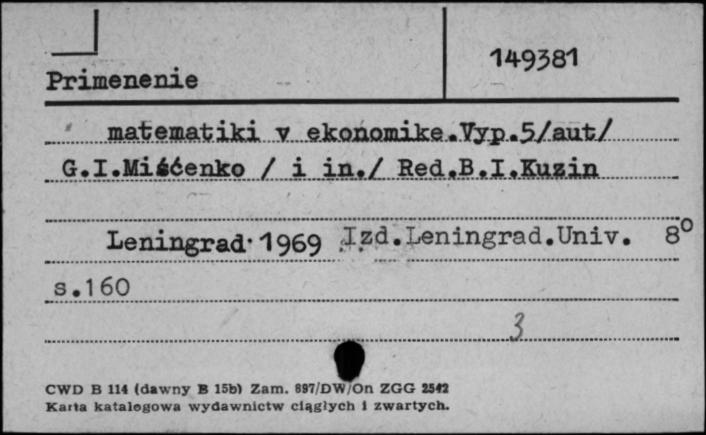 149381
Primenenie
matematiki v ekonomike.Vyp.5/aut/
G.I.Miśćenko / i in./ Red.B.I.Kuzin
Leningrad 1969 Izd.Leningrad.Univ. 8º
s.160
3
CWD B 114 (dawny B 15b) Zam. 897/DW/On ZGG 2542
Karta katalogowa wydawnictw ciągłych i zwartych.